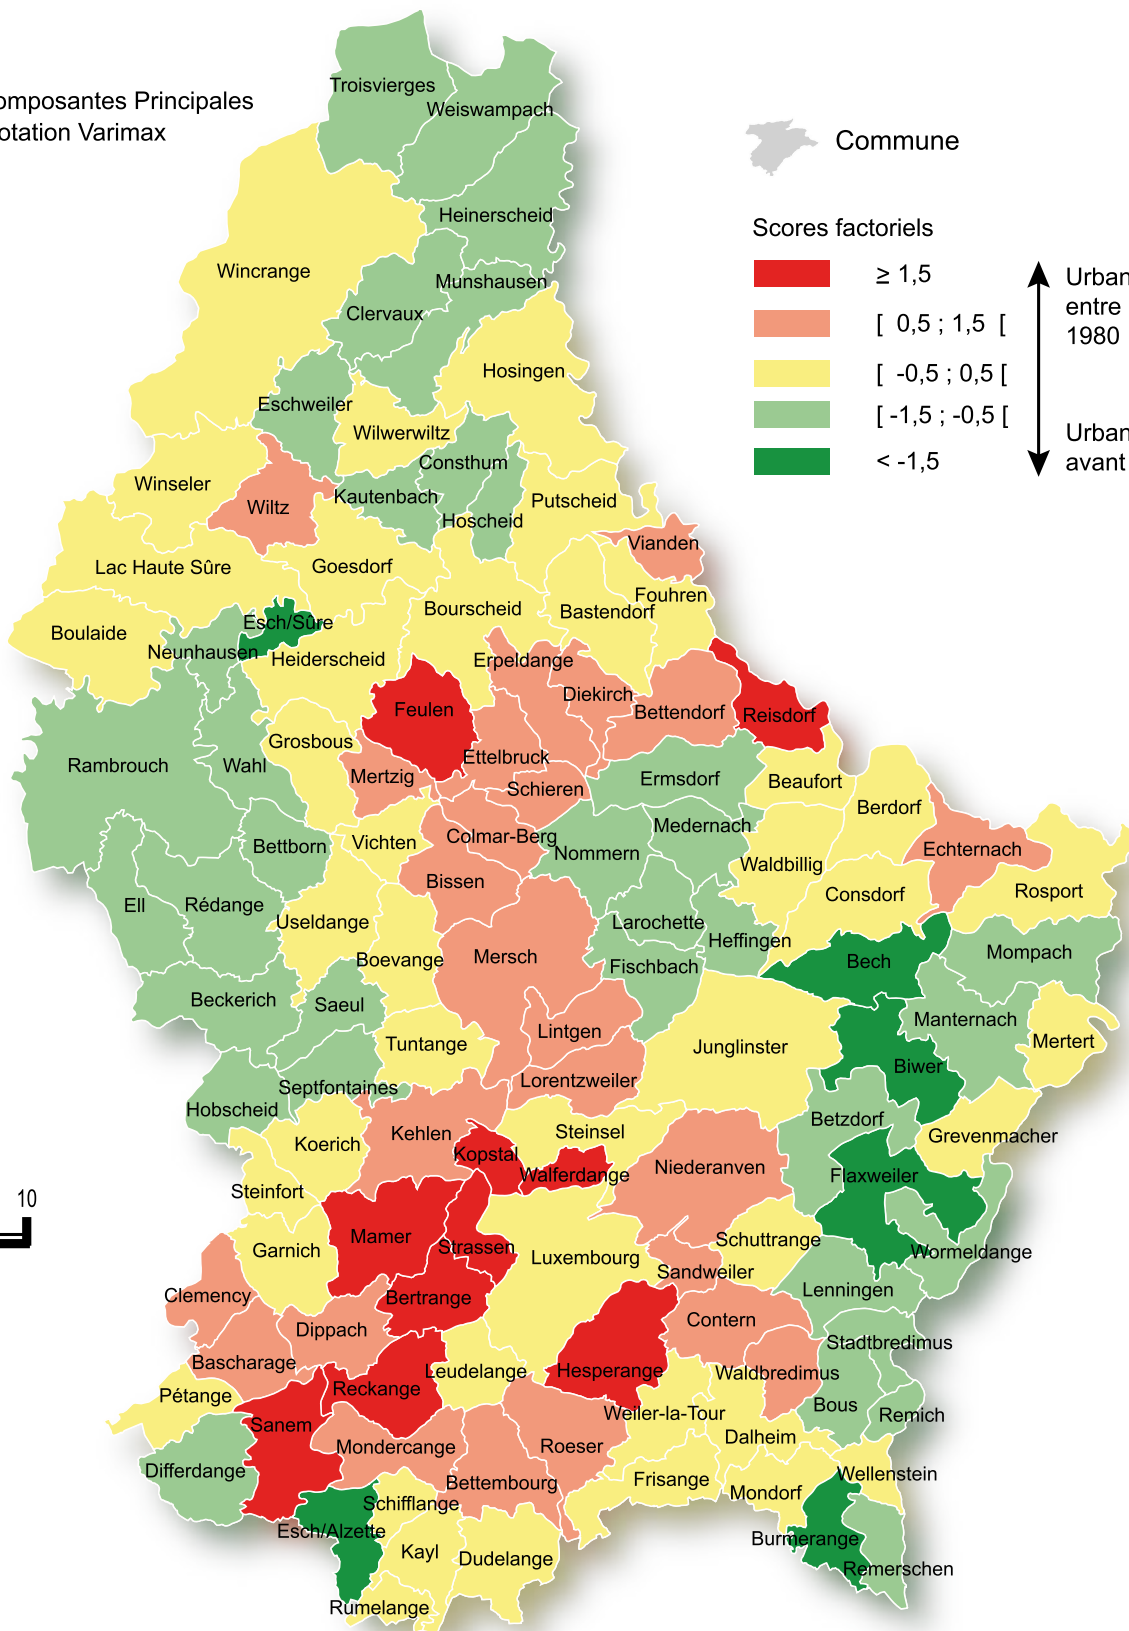 omposantes Principales
otation Varimax
Commune
Scores factoriels
≥ 1,5
[ 0,5 ; 1,5 [
[ -0,5 ; 0,5 [
[ -1,5 ; -0,5 [
< -1,5
Urban
entre
1980
Urban
avant
10
Troisvierges
Weiswampach
Heinerscheid
Wincrange
Munshausen
Clervaux
Hosingen
Eschweiler
Wilwerwiltz
Consthum
Winseler
Kautenbach
Wiltz
Putscheid
Hoscheid
Vianden
Lac Haute Sûre
Goesdorf
Fouhren
Bourscheid
Bastendorf
Esch/Sûre
Boulaide
Neunhausen
Heiderscheid
Erpeldange
Diekirch
Feulen
Bettendorf
Reisdorf
Grosbous
Ettelbruck
Rambrouch
Wahl
Mertzig
Ermsdorf
Beaufort
Schieren
Berdorf
Medernach
Colmar-Berg
Vichten
Bettborn
Nommern
Echternach
Waldbillig
Bissen
Rosport
Consdorf
Ell
Rédange
Useldange
Larochette
Heffingen
Mompach
Mersch
Boevange
Bech
Fischbach
Beckerich
Saeul
Manternach
Lintgen
Mertert
Tuntange
Junglinster
Biwer
Lorentzweiler
Septfontaines
Hobscheid
Betzdorf
Kehlen
Steinsel
Grevenmacher
Koerich
Kopstal
Niederanven
Walferdange
Flaxweiler
Steinfort
Mamer
Schuttrange
Strassen
Garnich
Wormeldange
Luxembourg
Sandweiler
Lenningen
Clemency
Bertrange
Contern
Dippach
Stadtbredimus
Bascharage
Leudelange
Hesperange
Waldbredimus
Reckange
Pétange
Bous
Weiler-la-Tour
Remich
Sanem
Dalheim
Mondercange
Roeser
Differdange
Wellenstein
Frisange
Bettembourg
Mondorf
Schifflange
Esch/Alzette
Burmerange
Kayl
Dudelange
Remerschen
Rumelange